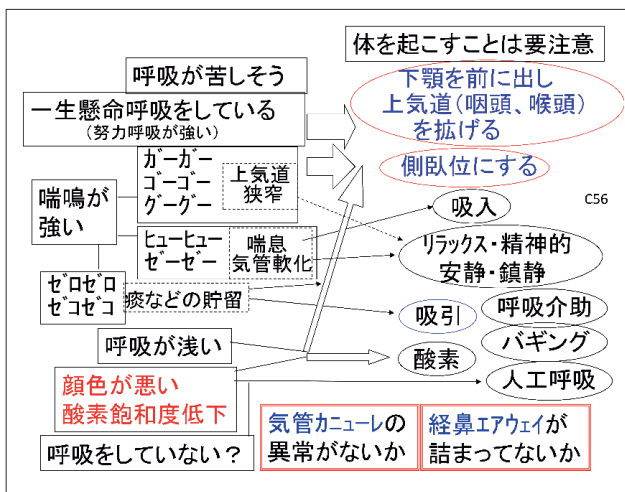 体を起こすことは要注意
呼吸が苦しそう
一生懸命呼吸をしている
(努力呼吸が強い)
下顎を前に出し
上気道(咽頭、喉頭)
を拡げる
側臥位にする
喘鳴が
強い
ｶﾞｰｶﾞｰ
ｺﾞｰｺﾞｰ
ｸﾞｰｸﾞｰ
上気道
狭窄
ﾋｭｰﾋｭｰ
ｾﾞｰｾﾞｰ
喘息
気管軟化
ｾﾞﾛｾﾞﾛ
ｾﾞｺｾﾞｺ
痰などの貯留
C56
吸入
ﾘﾗｯｸｽ・精神的
安静・鎮静
吸引
呼吸介助
バギング
酸素
人工呼吸
呼吸が浅い
顔色が悪い
酸素飽和度低下
呼吸をしていない？
気管ｶﾆｭｰﾚの
異常がないか
経鼻ｴｱｳｪｲが
詰まってないか